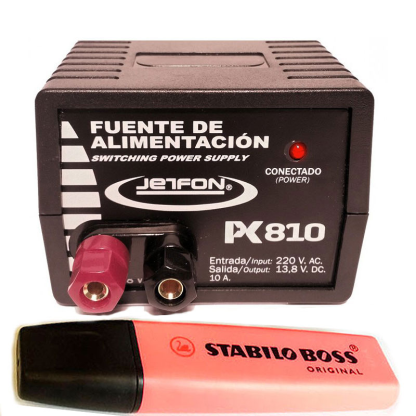 FUENTE DE
ALIMENTACIÓN
SWITCHING POWER SUPPLY
JETFON®
CONECTADO
(POWER)
PC810
Entrada/Input: 220 V. AC.
Salida/Output: 13,8 V. DC.
10 A.
STABILO BOSS®
ORIGINAL